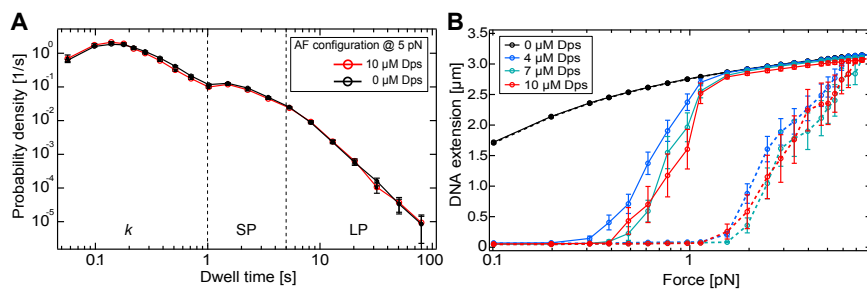 A
AF configuration @ 5 pN
10 µM Dps
0 µM Dps
Probability density [1/s]
10^0
10^-1
10^-2
10^-3
10^-4
10^-5
k
SP
LP
0.1
1
10
100
Dwell time [s]
B
0 µM Dps
4 µM Dps
7 µM Dps
10 µM Dps
DNA extension [µm]
3.5
3.0
2.5
2.0
1.5
1.0
0.5
0
0.1
1
Force [pN]